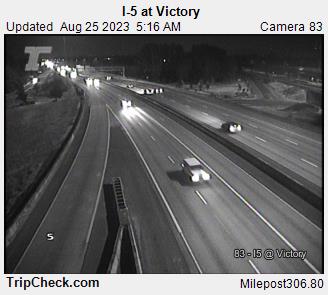 I-5 at Victory
Updated Aug 25 2023 5:16 AM Camera 83
S
83 - I5 @ Victory
TripCheck.com Milepost306.80